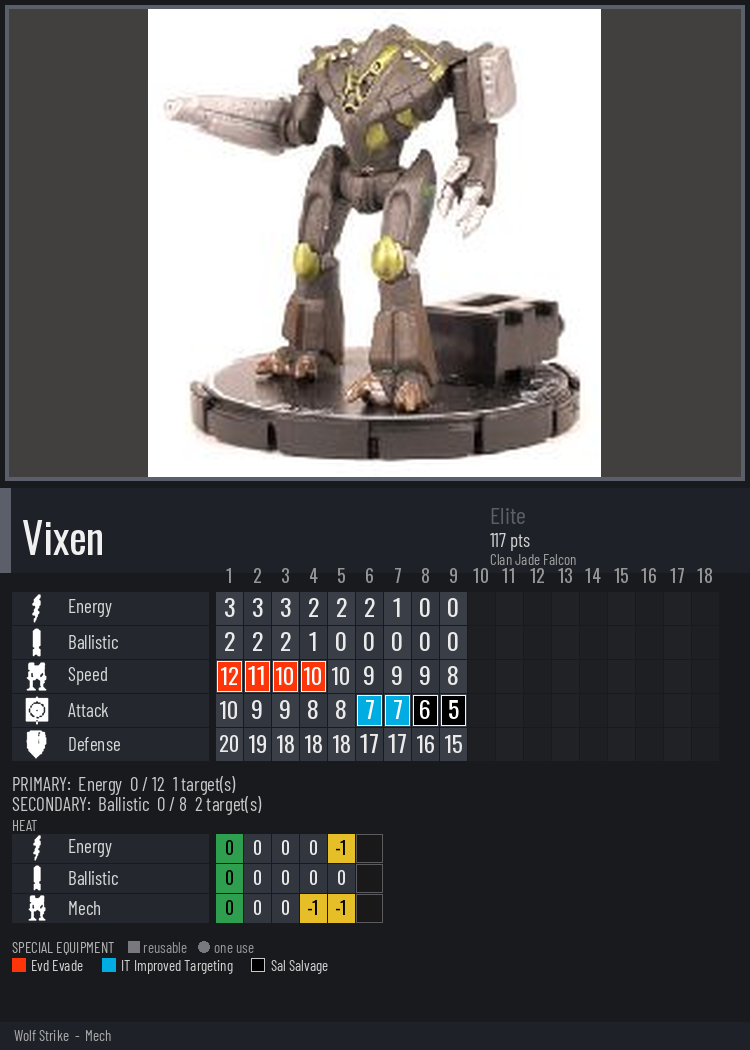 Vixen
Elite
117 pts
Clan Jade Falcon
1 2 3 4 5 6 7 8 9 10 11 12 13 14 15 16 17 18
Energy 3 3 3 2 2 2 1 0 0
Ballistic 2 2 2 1 0 0 0 0 0
Speed 12 11 10 10 10 9 9 9 8
Attack 10 9 9 8 8 7 7 6 5
Defense 20 19 18 18 18 17 17 16 15
PRIMARY: Energy 0 / 12 1 target(s)
SECONDARY: Ballistic 0 / 8 2 target(s)
HEAT
Energy 0 0 0 0 -1
Ballistic 0 0 0 0 0
Mech 0 0 0 -1 -1
SPECIAL EQUIPMENT reusable one use
Evd Evade IT Improved Targeting Sal Salvage
Wolf Strike - Mech